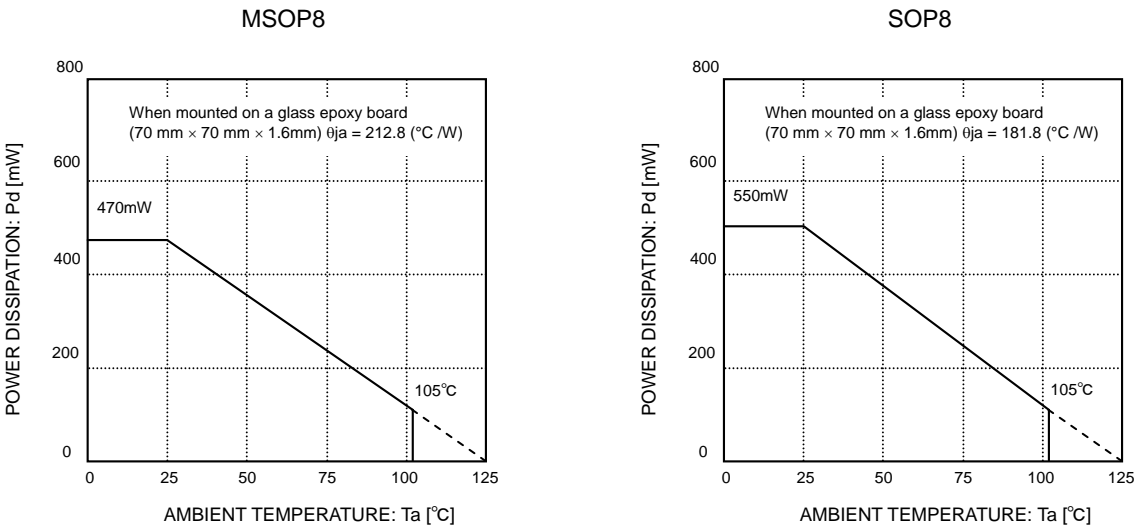 MSOP8
800
When mounted on a glass epoxy board
(70 mm × 70 mm × 1.6mm) θja = 212.8 (°C /W)
600
470mW
400
200
105℃
0
0 25 50 75 100 125
POWER DISSIPATION: Pd [mW]
AMBIENT TEMPERATURE: Ta [℃]
SOP8
800
When mounted on a glass epoxy board
(70 mm × 70 mm × 1.6mm) θja = 181.8 (°C /W)
600
550mW
400
200
105℃
0
0 25 50 75 100 125
POWER DISSIPATION: Pd [mW]
AMBIENT TEMPERATURE: Ta [℃]